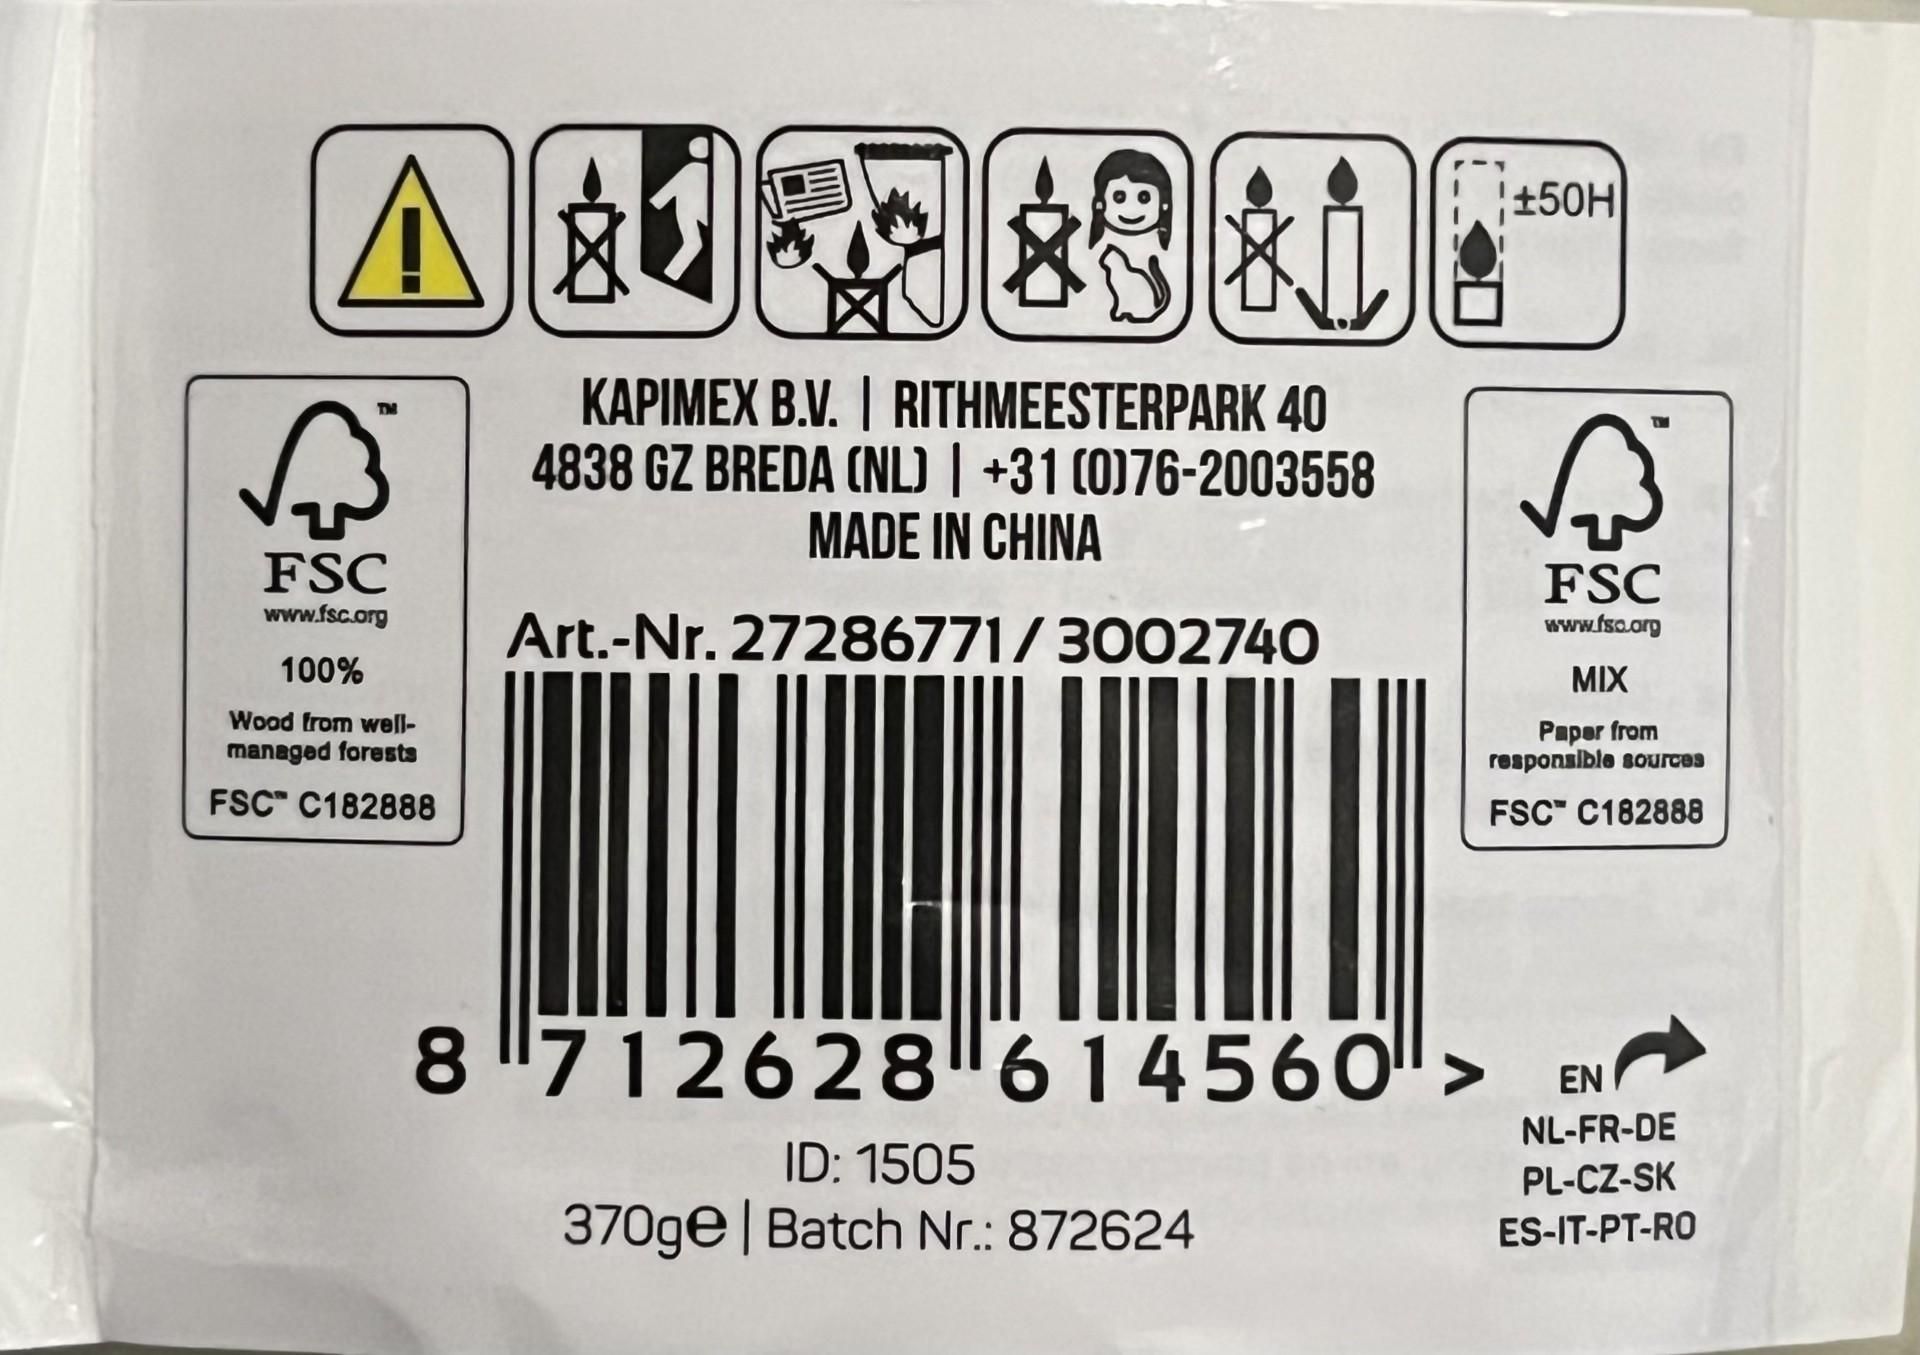 ±50H
KAPIMEX B.V. | RITHMEESTERPARK 40
4838 GZ BREDA (NL) | +31 (0)76-2003558
MADE IN CHINA
™
FSC
www.fsc.org
100%
Wood from well-
managed forests
FSC™ C182888
™
FSC
www.fsc.org
MIX
Paper from
responsible sources
FSC™ C182888
Art.-Nr. 27286771/ 3002740
8 712628 614560 >
ID: 1505
370g℮ | Batch Nr.: 872624
EN
NL-FR-DE
PL-CZ-SK
ES-IT-PT-RO